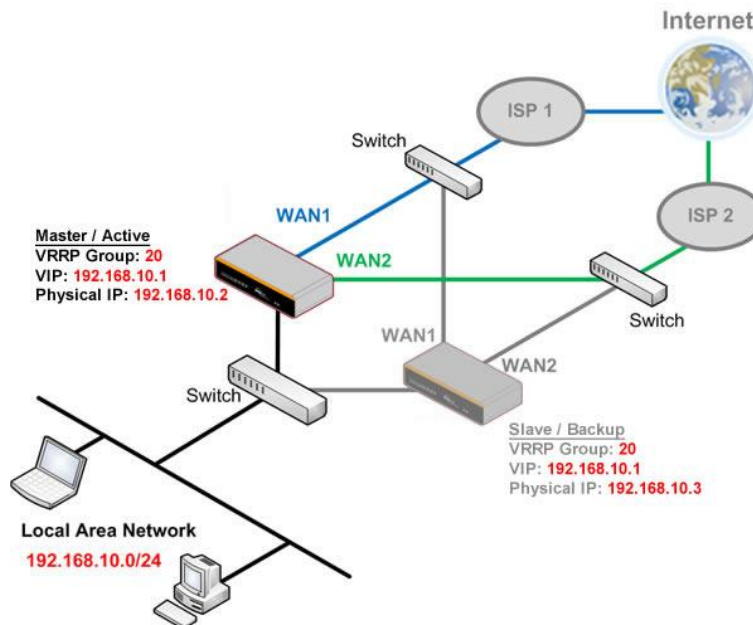 Internet
ISP 1
Switch
WAN1
ISP 2
Master / Active
VRRP Group: 20
VIP: 192.168.10.1
Physical IP: 192.168.10.2
WAN2
Switch
WAN1
WAN2
Switch
Slave / Backup
VRRP Group: 20
VIP: 192.168.10.1
Physical IP: 192.168.10.3
Local Area Network
192.168.10.0/24